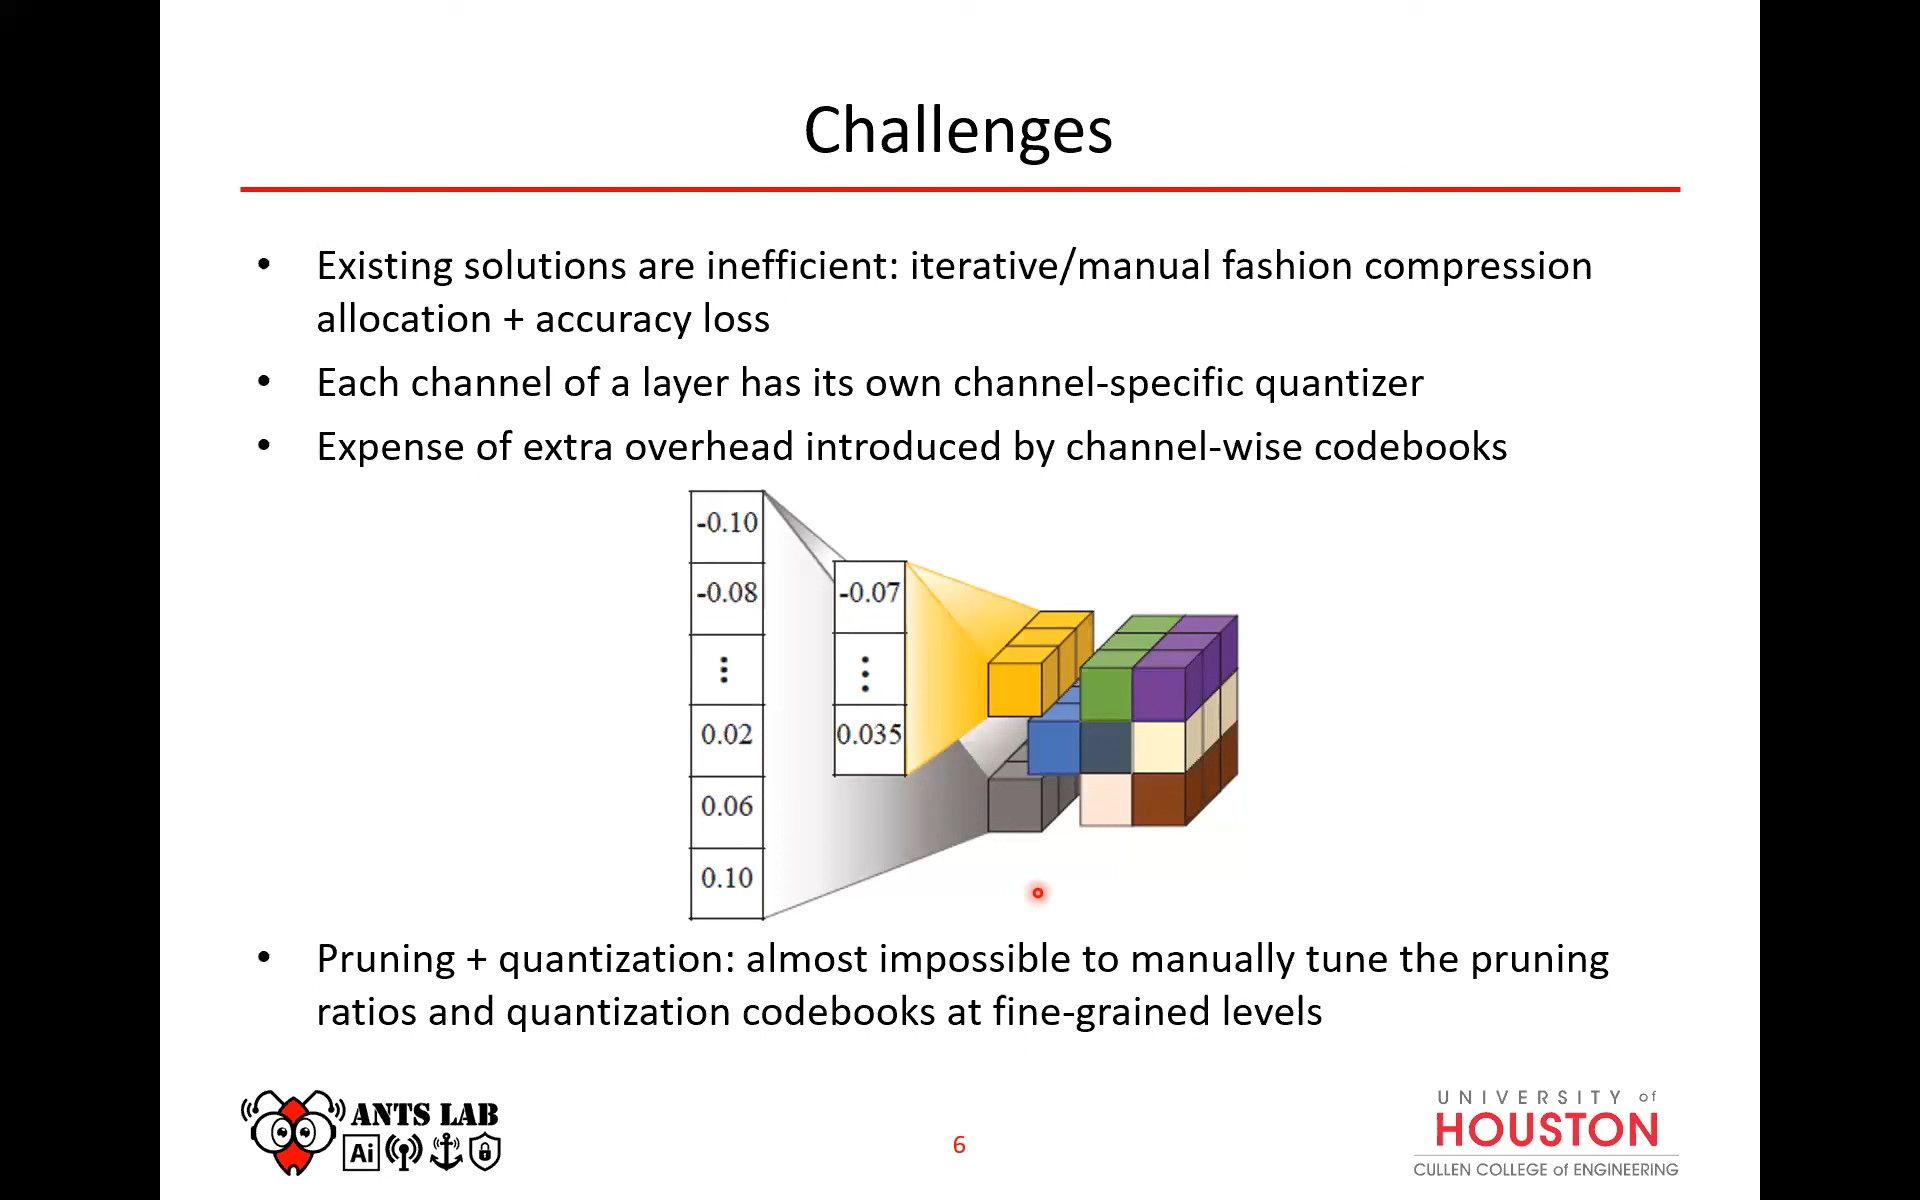 Challenges
• Existing solutions are inefficient: iterative/manual fashion compression
allocation + accuracy loss
• Each channel of a layer has its own channel-specific quantizer
• Expense of extra overhead introduced by channel-wise codebooks
-0.10
-0.08
⋮
0.02
0.06
0.10
-0.07
⋮
0.035
• Pruning + quantization: almost impossible to manually tune the pruning
ratios and quantization codebooks at fine-grained levels
ANTS LAB
Ai
6
UNIVERSITY of
HOUSTON
CULLEN COLLEGE of ENGINEERING